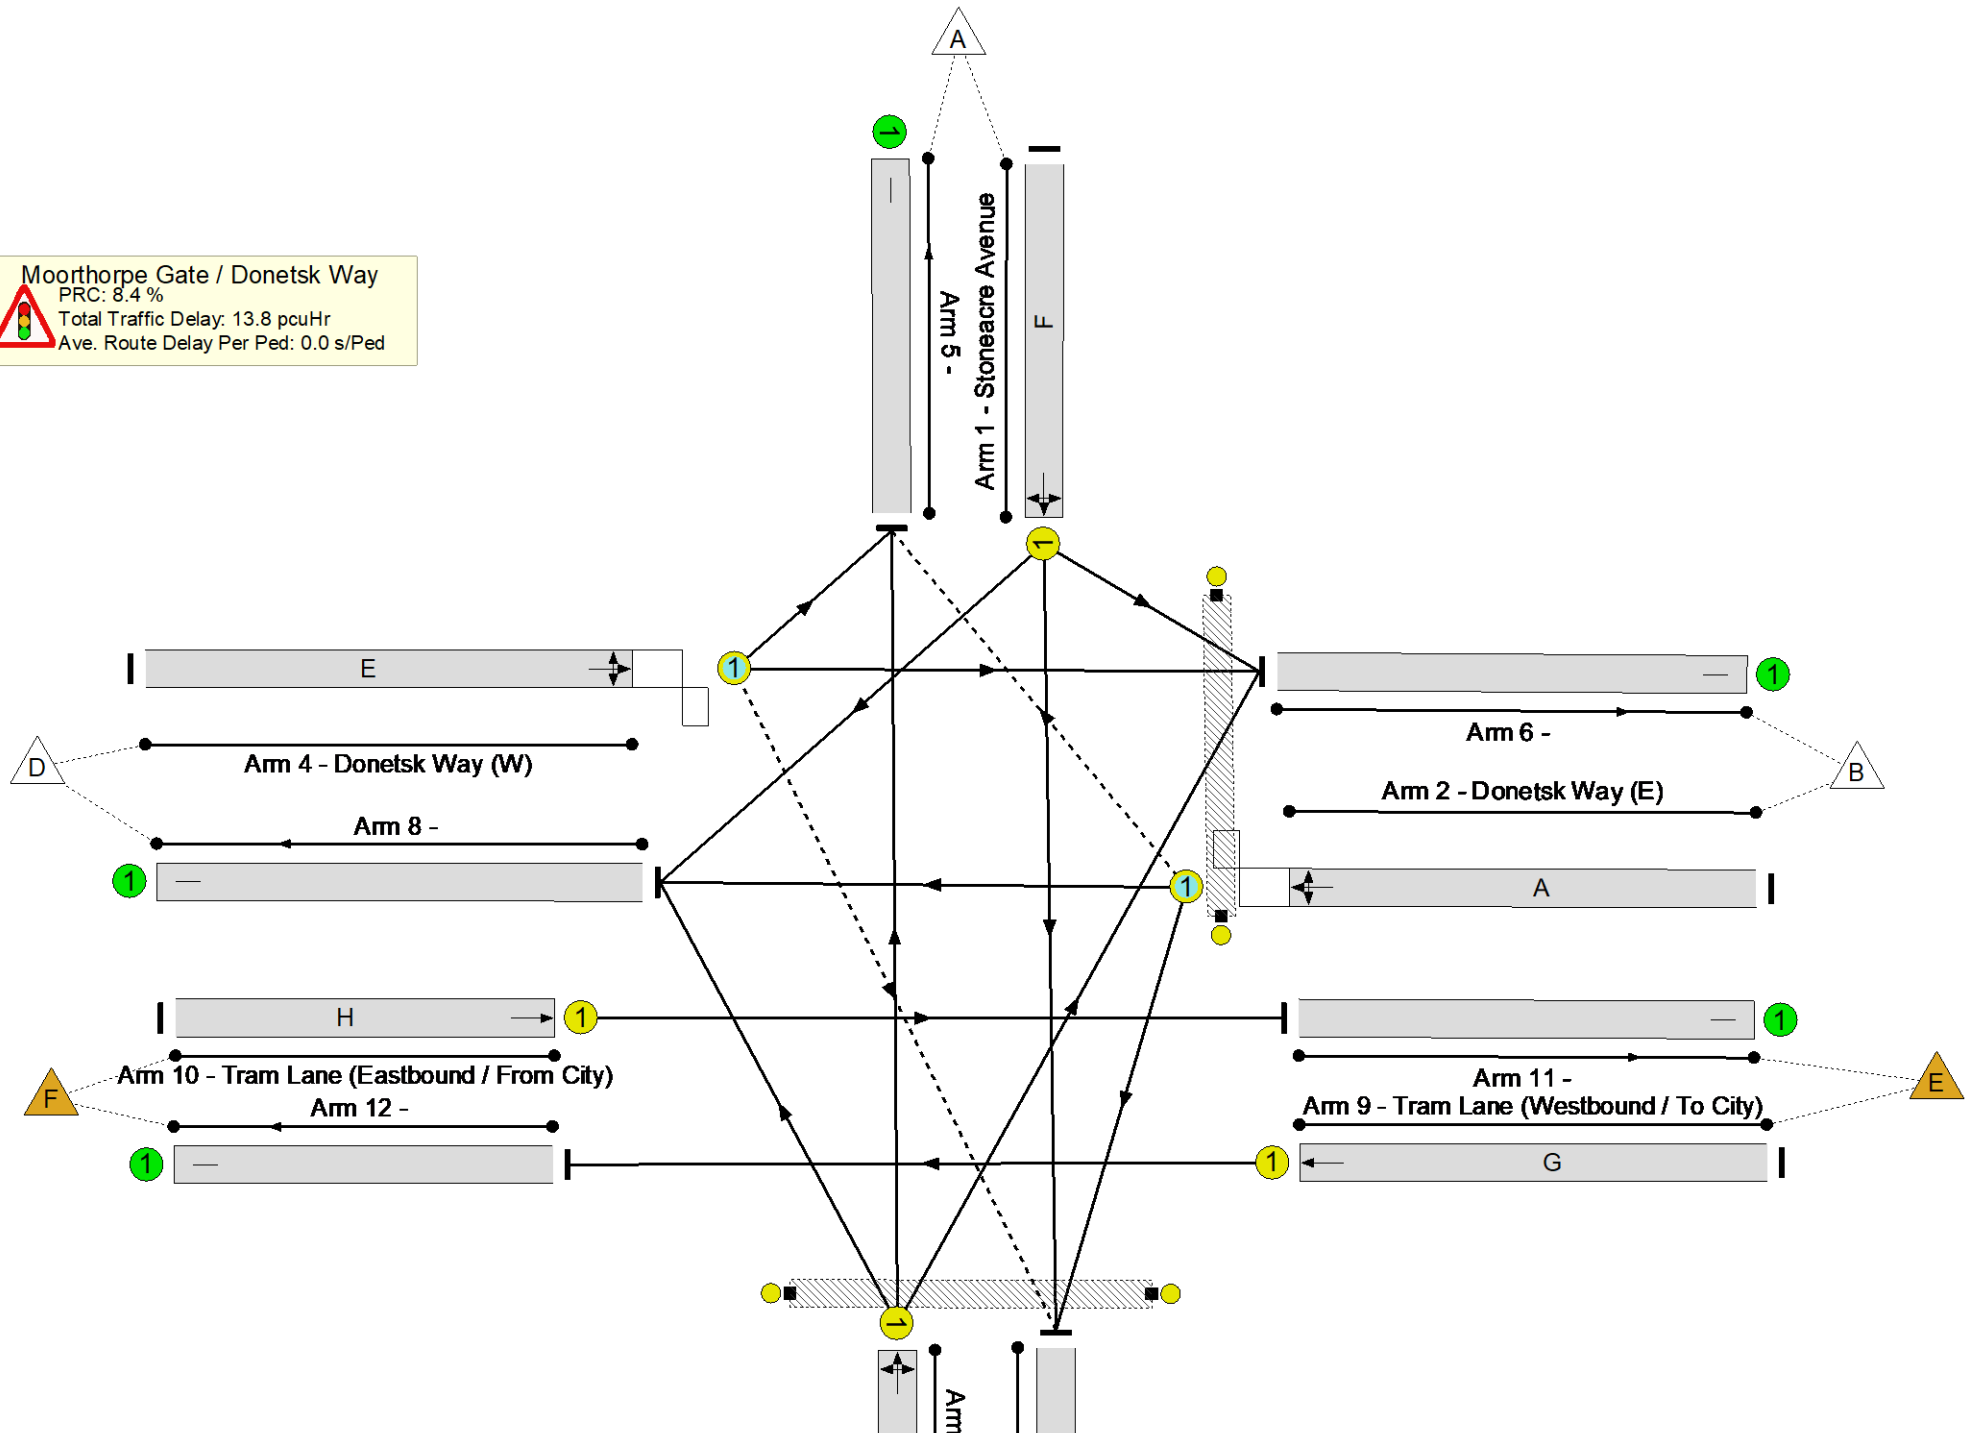 A
1
Arm 5 -
Arm 1 - Stoneacre Avenue
F
Moorthorpe Gate / Donetsk Way
PRC: 8.4 %
Total Traffic Delay: 13.8 pcuHr
Ave. Route Delay Per Ped: 0.0 s/Ped
1
E
1
1
Arm 6 -
D
Arm 4 - Donetsk Way (W)
B
Arm 2 - Donetsk Way (E)
Arm 8 -
1
1
A
H
1
1
Arm 10 - Tram Lane (Eastbound / From City)
F
Arm 12 -
Arm 11 -
E
Arm 9 - Tram Lane (Westbound / To City)
1
1
G
1
Arm